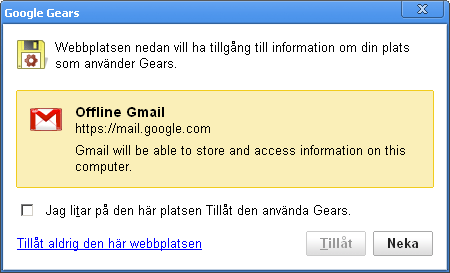 Google Gears
Webbplatsen nedan vill ha tillgång till information om din plats
som använder Gears.
Offline Gmail
https://mail.google.com
Gmail will be able to store and access information on this
computer.
Jag litar på den här platsen Tillåt den använda Gears.
Tillåt aldrig den här webbplatsen
Tillåt
Neka